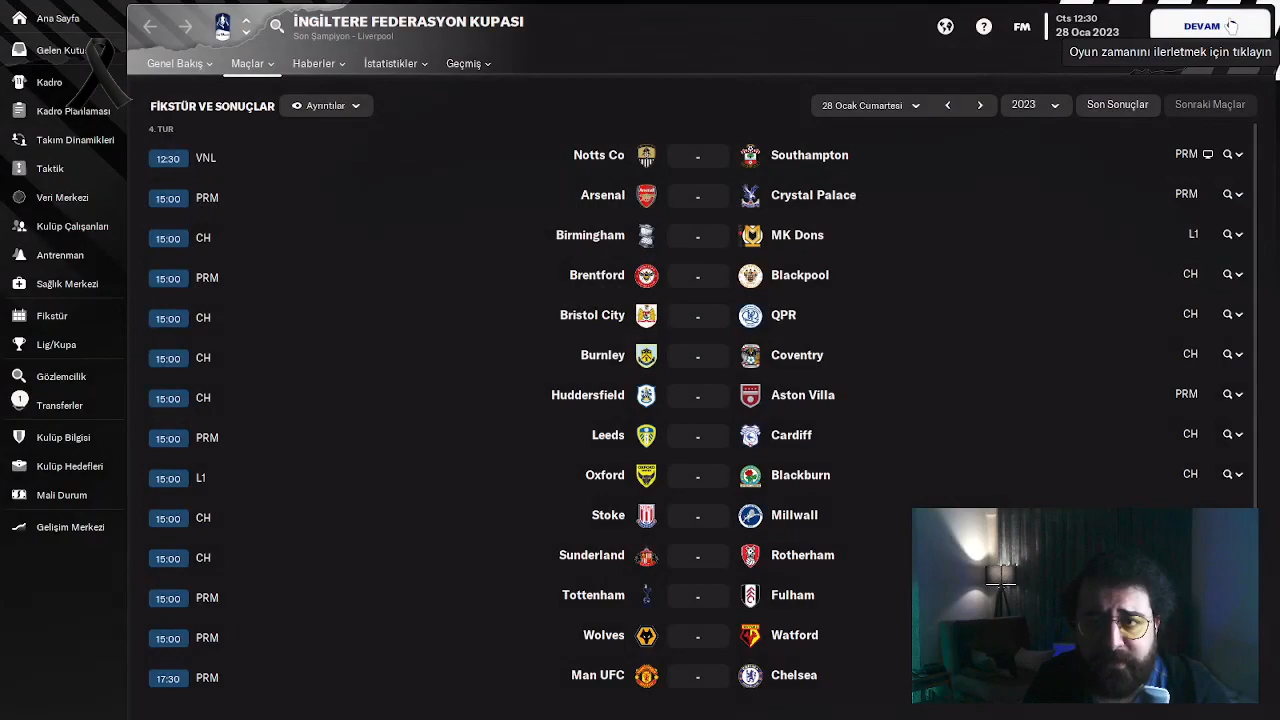 Ana Sayfa
Gelen Kutu
Kadro
Kadro Planlaması
Takım Dinamikleri
Taktik
Veri Merkezi
Kulüp Çalışanları
Antrenman
Sağlık Merkezi
Fikstür
Lig/Kupa
Gözlemcilik
1 Transferler
Kulüp Bilgisi
Kulüp Hedefleri
Mali Durum
Gelişim Merkezi
İNGİLTERE FEDERASYON KUPASI
Son Şampiyon - Liverpool
FM
Cts 12:30
28 Oca 2023
DEVAM
Oyun zamanını ilerletmek için tıklayın
Genel Bakış Maçlar Haberler İstatistikler Geçmiş
FİKSTÜR VE SONUÇLAR Ayrıntılar 28 Ocak Cumartesi 2023 Son Sonuçlar Sonraki Maçlar
4. TUR
12:30 VNL Notts Co - Southampton PRM
15:00 PRM Arsenal - Crystal Palace PRM
15:00 CH Birmingham - MK Dons L1
15:00 PRM Brentford - Blackpool CH
15:00 CH Bristol City - QPR CH
15:00 CH Burnley - Coventry CH
15:00 CH Huddersfield - Aston Villa PRM
15:00 PRM Leeds - Cardiff CH
15:00 L1 Oxford - Blackburn CH
15:00 CH Stoke - Millwall
15:00 CH Sunderland - Rotherham
15:00 PRM Tottenham - Fulham
15:00 PRM Wolves - Watford
17:30 PRM Man UFC - Chelsea